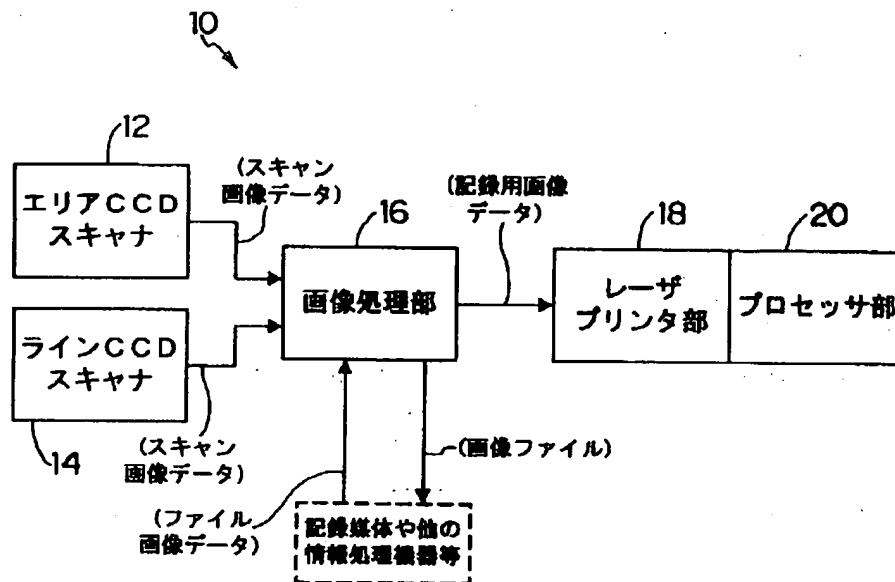 10
12
エリアCCD
スキャナ
(スキャン
画像データ)
(記録用画像
データ)
16
画像処理部
18
レーザ
プリンタ部
20
プロセッサ部
ラインCCD
スキャナ
14
(スキャン
画像データ)
(ファイル
画像データ)
(画像ファイル)
記録媒体や他の
情報処理機器等